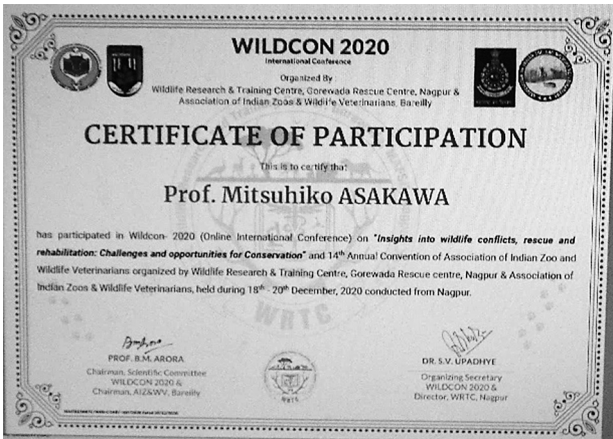 WILDCON 2020
International Conference
Organized By
Wildlife Research & Training Centre, Gorewada Rescue Centre, Nagpur &
Association of Indian Zoos & Wildlife Veterinarians, Bareilly
CERTIFICATE OF PARTICIPATION
This is to certify that
Prof. Mitsuhiko ASAKAWA
has participated in Wildcon- 2020 (Online International Conference) on "Insights into wildlife conflicts, rescue and
rehabilitation: Challenges and opportunities for Conservation" and 14th Annual Convention of Association of Indian Zoo and
Wildlife Veterinarians organized by Wildlife Research & Training Centre, Gorewada Rescue centre, Nagpur & Association of
Indian Zoos & Wildlife Veterinarians, held during 18th - 20th December, 2020 conducted from Nagpur.
WRTC
PROF. B.M. ARORA
Chairman, Scientific Committee
WILDCON 2020 &
Chairman, AIZ&WV, Bareilly
WRTC
DR. S.V. UPADHYE
Organizing Secretary
WILDCON 2020 &
Director, WRTC, Nagpur